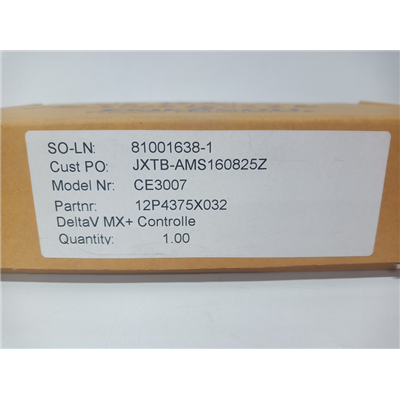 SO-LN: 81001638-1
Cust PO: JXTB-AMS160825Z
Model Nr: CE3007
Partnr: 12P4375X032
DeltaV MX+ Controlle
Quantity: 1.00